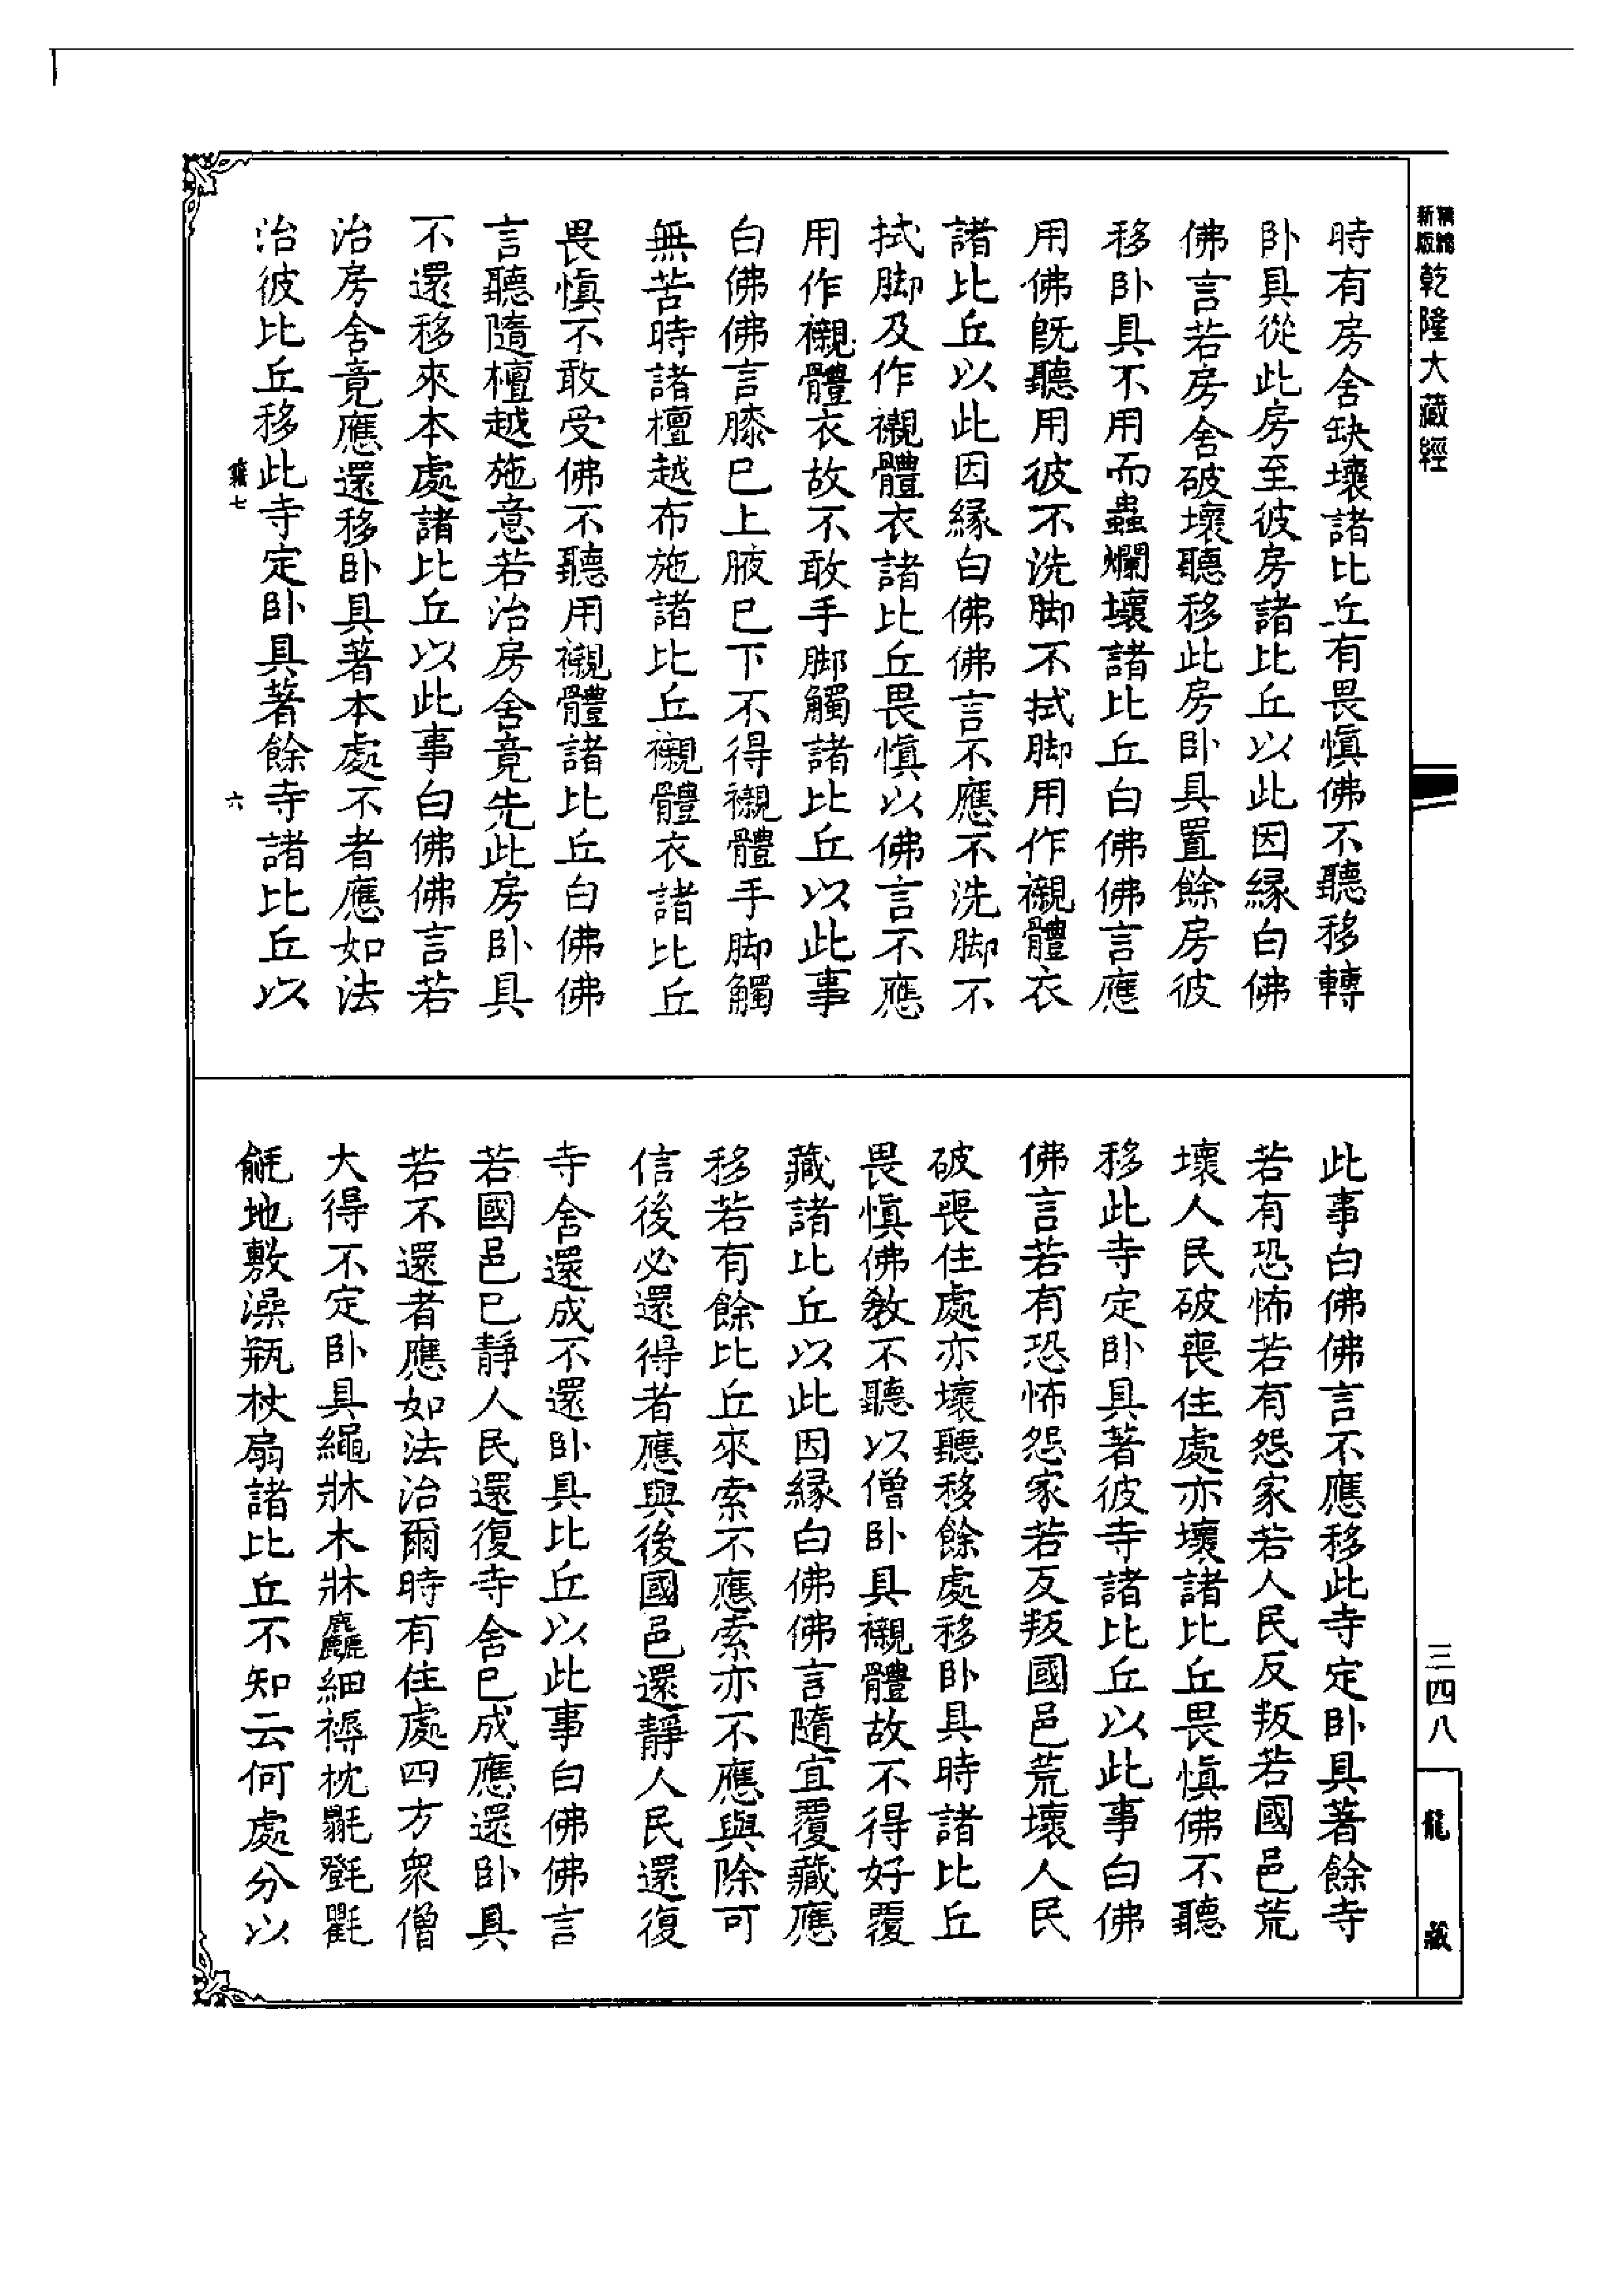 新版
乾隆大藏經
時有房舍缺壞諸比丘有畏慎佛不聽移轉
卧具從此房至彼房諸比丘以此因緣白佛
佛言若房舍破壞聽移此房卧具置餘房彼
移卧具不用而蟲爛壞諸比丘白佛佛言應
用佛旣聽用彼不洗脚不拭脚用作襯體衣
諸比丘以此因緣白佛佛言不應不洗脚不
拭脚及作襯體衣諸比丘畏慎以佛言不應
用作襯體衣故不敢手脚觸諸比丘以此事
白佛佛言膝已上腋已下不得襯體手脚觸
無苦時諸檀越布施諸比丘襯體衣諸比丘
畏慎不敢受佛不聽用襯體諸比丘白佛佛
言聽隨檀越施意若治房舍竟先此房卧具
不還移來本處諸比丘以此事白佛佛言若
治房舍竟應還移卧具著本處不者應如法
治彼比丘移此寺定卧具著餘寺諸比丘以
七
六
此事白佛佛言不應移此寺定卧具著餘寺
若有恐怖若有怨家若人民反叛若國邑荒
壞人民破喪住處亦壞諸比丘畏慎佛不聽
移此寺定卧具著彼寺諸比丘以此事白佛
佛言若有恐怖怨家若反叛國邑荒壞人民
破喪住處亦壞聽移餘處移卧具時諸比丘
畏慎佛教不聽以僧卧具襯體故不得好覆
藏諸比丘以此因緣白佛佛言隨宜覆藏應
移若有餘比丘來索不應索亦不應與除可
信後必還得者應與後國邑還靜人民還復
寺舍還成不還卧具比丘以此事白佛佛言
若國邑已靜人民還復寺舍已成應還卧具
若不還者應如法治爾時有住處四方衆僧
大得不定卧具繩牀木牀麤細褥枕氍㲪氍
毹地敷澡瓶杖扇諸比丘不知云何處分以
三四八
龍藏